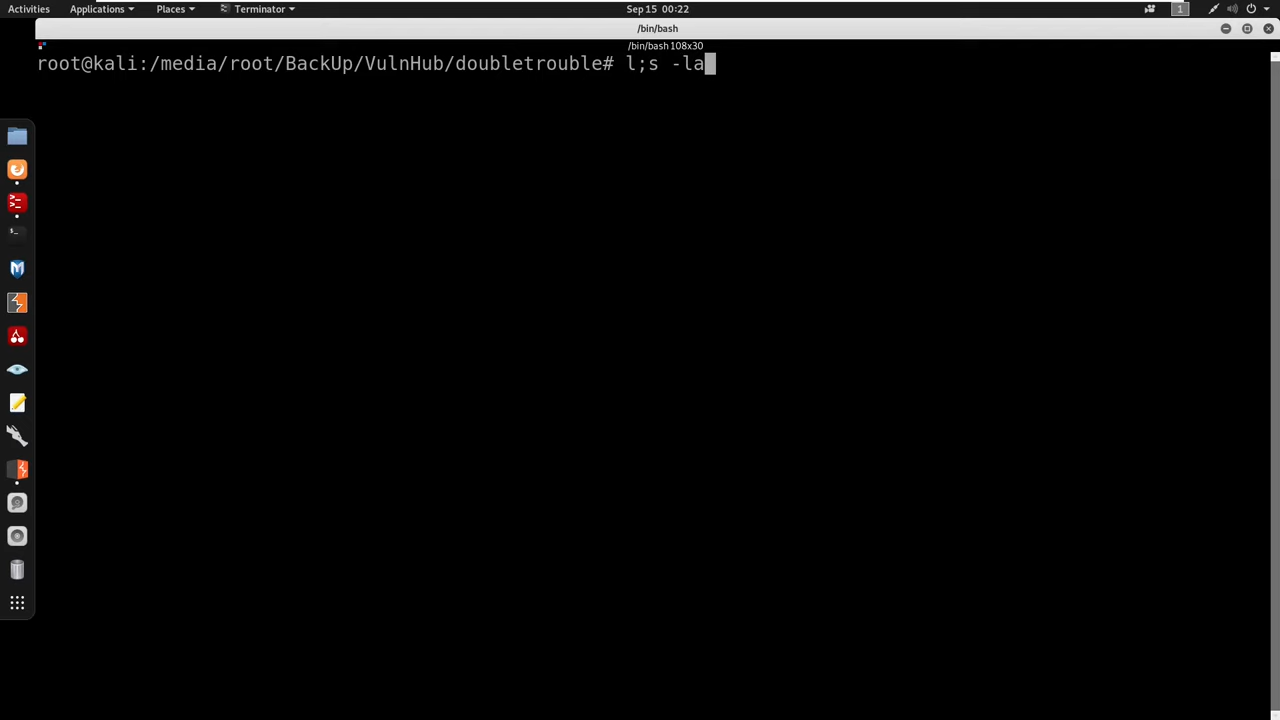 Activities Applications Places Terminator Sep 15 00:22 1
/bin/bash
/bin/bash 108x30
root@kali:/media/root/BackUp/VulnHub/doubletrouble# l;s -la